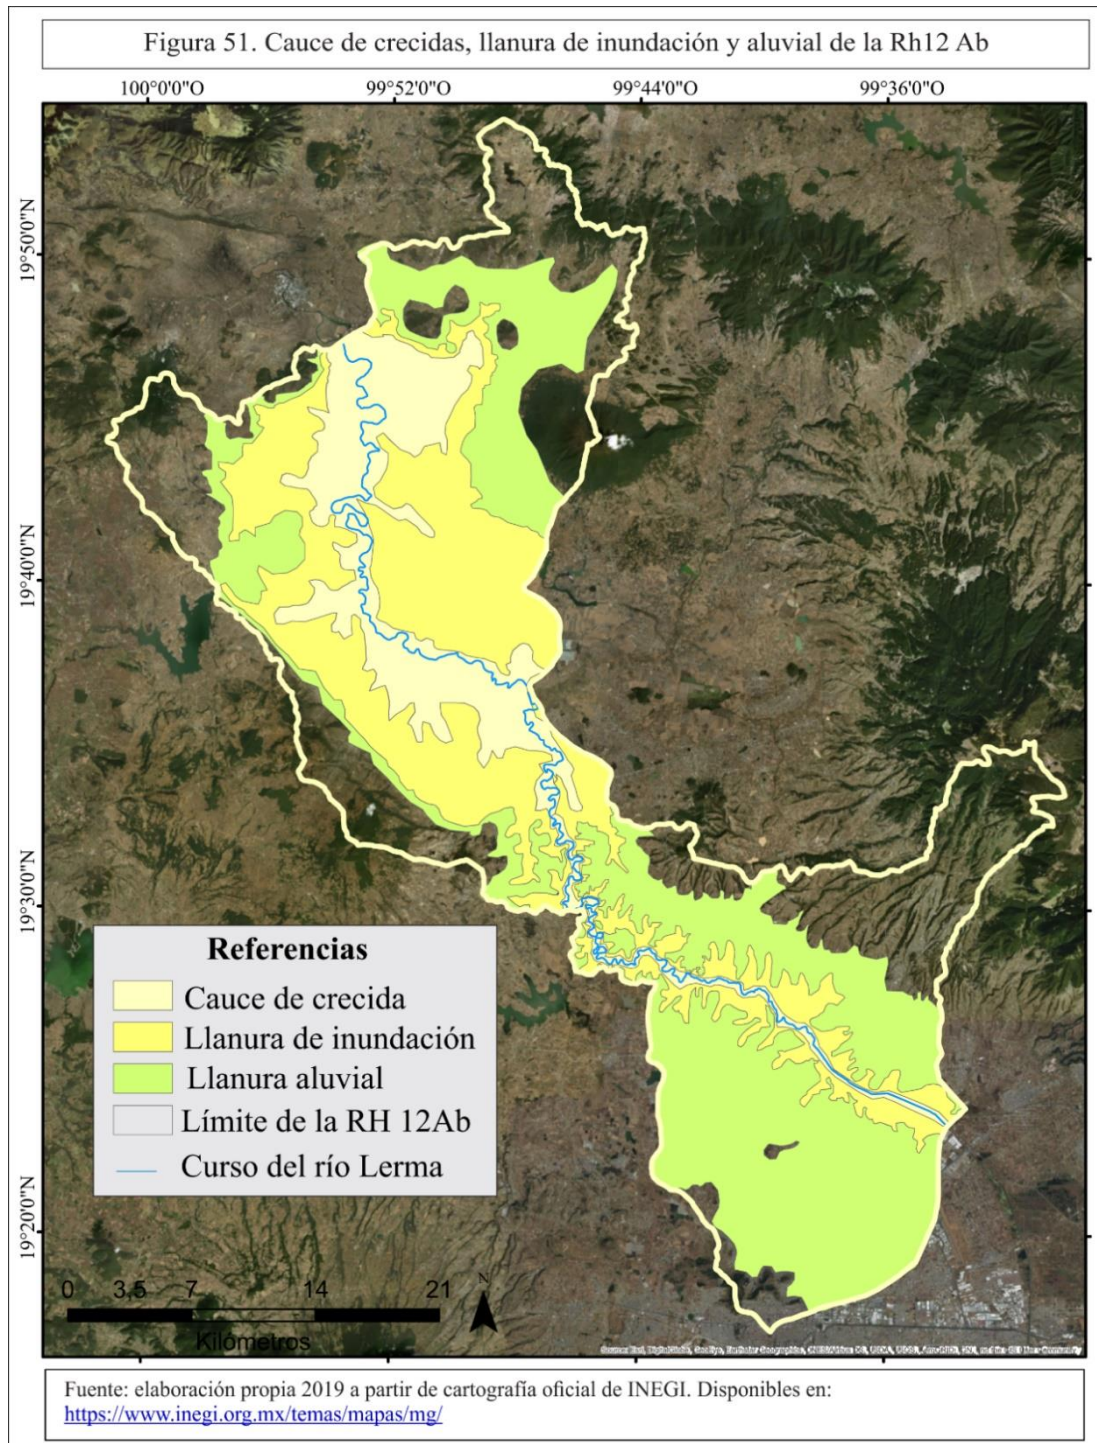 Figura 51. Cauce de crecidas, llanura de inundación y aluvial de la Rh12 Ab
100°0'0"O 99°52'0"O 99°44'0"O 99°36'0"O
19°50'0"N
19°40'0"N
19°30'0"N
19°20'0"N
Referencias
Cauce de crecida
Llanura de inundación
Llanura aluvial
Límite de la RH 12Ab
Curso del río Lerma
0 3,5 7 14 21
N
Kilómetros
Fuente: elaboración propia 2019 a partir de cartografía oficial de INEGI. Disponibles en:
https://www.inegi.org.mx/temas/mapas/mg/